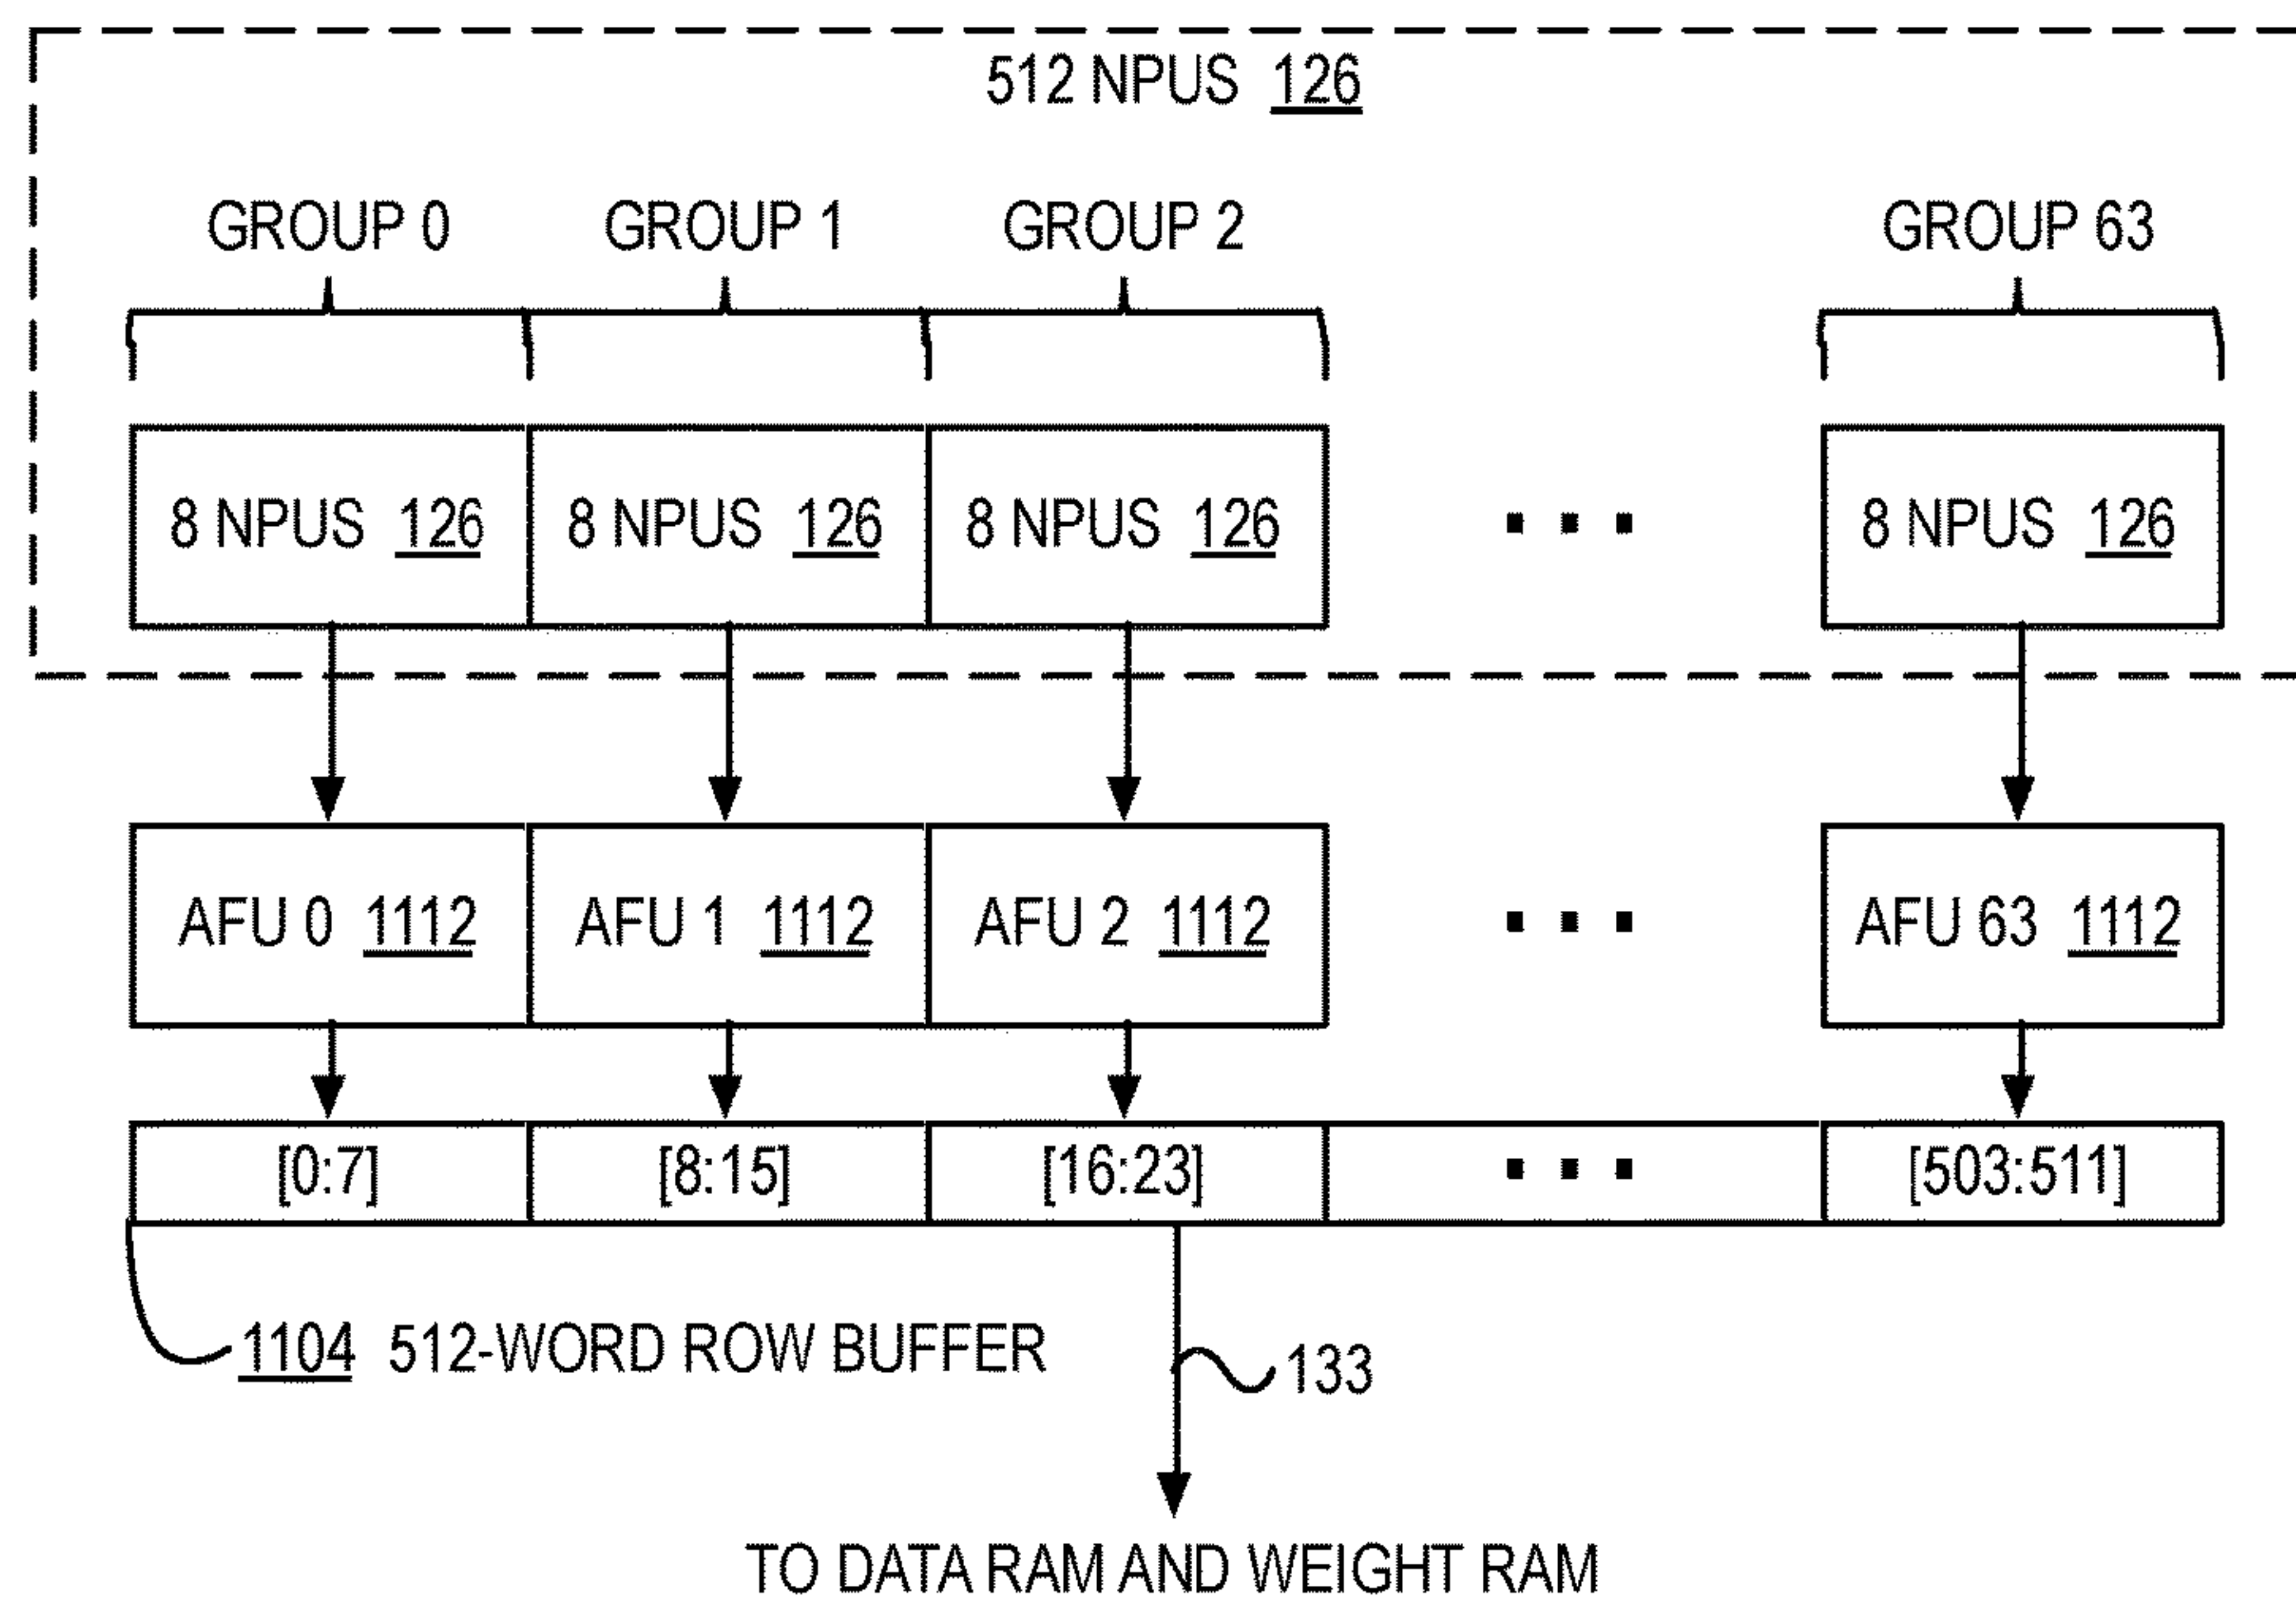 512 NPUS 126
GROUP 0 GROUP 1 GROUP 2 GROUP 63
8 NPUS 126 8 NPUS 126 8 NPUS 126 8 NPUS 126
AFU 0 1112 AFU 1 1112 AFU 2 1112 AFU 63 1112
[0:7] [8:15] [16:23] [503:511]
1104 512-WORD ROW BUFFER
133
TO DATA RAM AND WEIGHT RAM